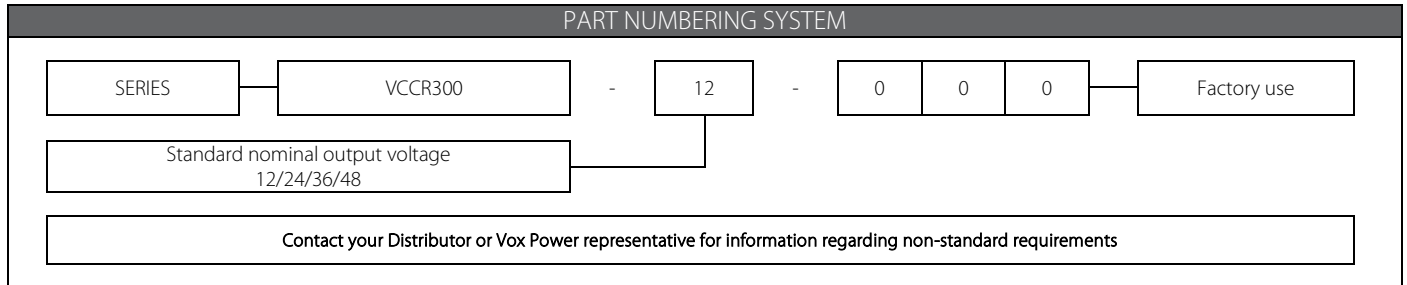 PART NUMBERING SYSTEM
SERIES VCCR300 - 12 - 0 0 0 Factory use
Standard nominal output voltage
12/24/36/48
Contact your Distributor or Vox Power representative for information regarding non-standard requirements